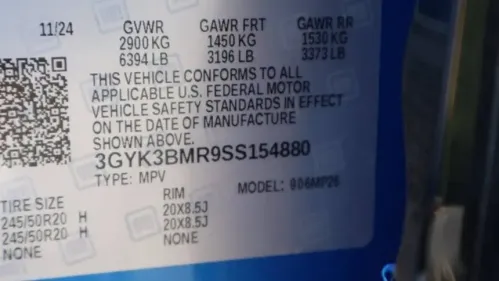 11/24 GVWR GAWR FRT GAWR RR
2900 KG 1450 KG 1530 KG
6394 LB 3196 LB 3373 LB
THIS VEHICLE CONFORMS TO ALL
APPLICABLE U.S. FEDERAL MOTOR
VEHICLE SAFETY STANDARDS IN EFFECT
ON THE DATE OF MANUFACTURE
SHOWN ABOVE.
3GYK3BMR9SS154880
TYPE: MPV MODEL: 6MP26
TIRE SIZE RIM
245/50R20 H 20X8.5J
245/50R20 H 20X8.5J
NONE NONE